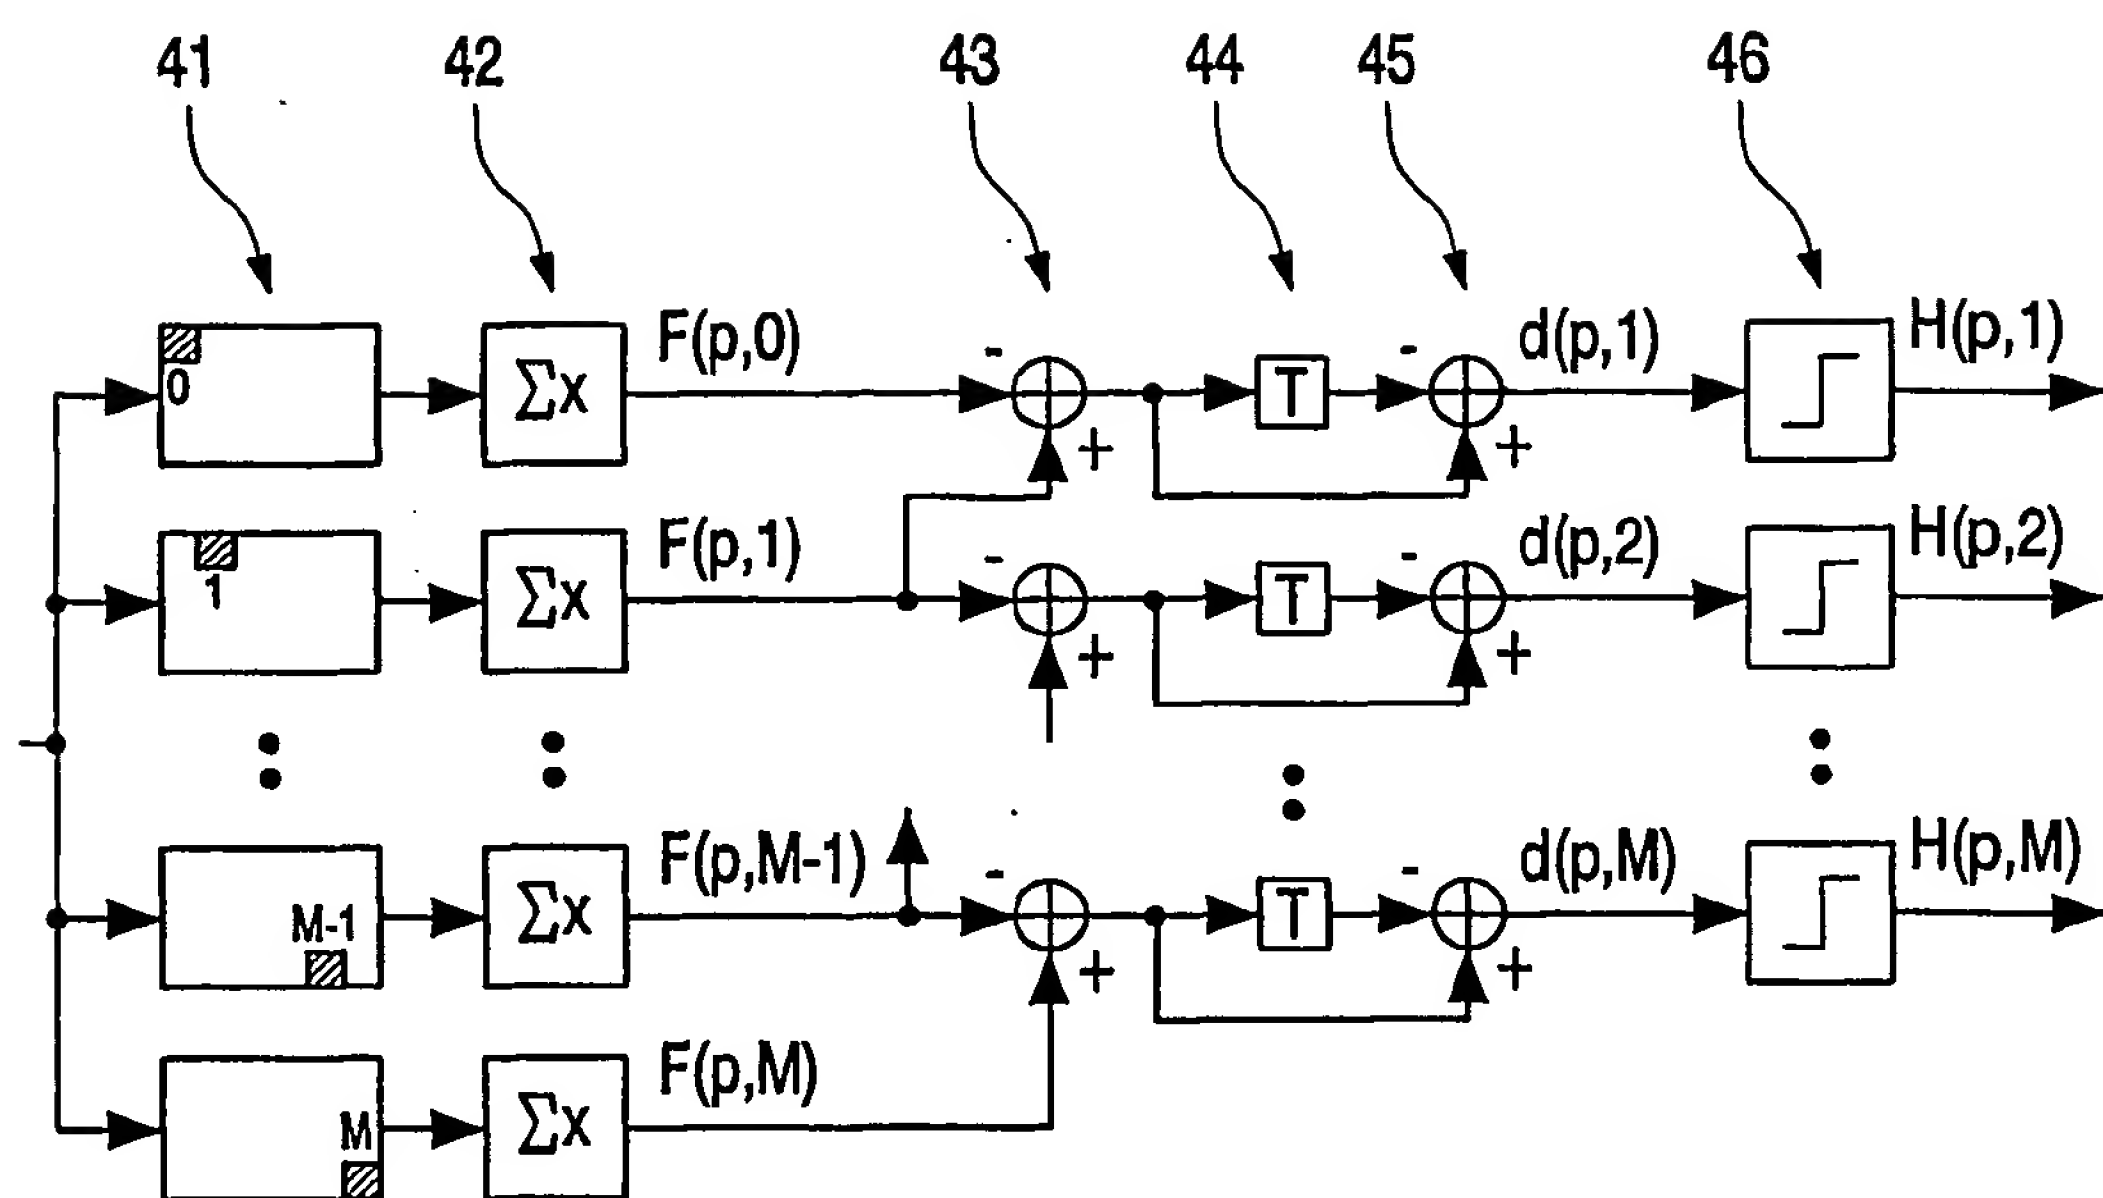 41 42 43 44 45 46
F(p,0) - d(p,1) H(p,1)
0 Σx T -
+ +
F(p,1) - d(p,2) H(p,2)
1 Σx T -
+ +
F(p,M-1) - d(p,M) H(p,M)
M-1 Σx T -
+ +
F(p,M)
M Σx